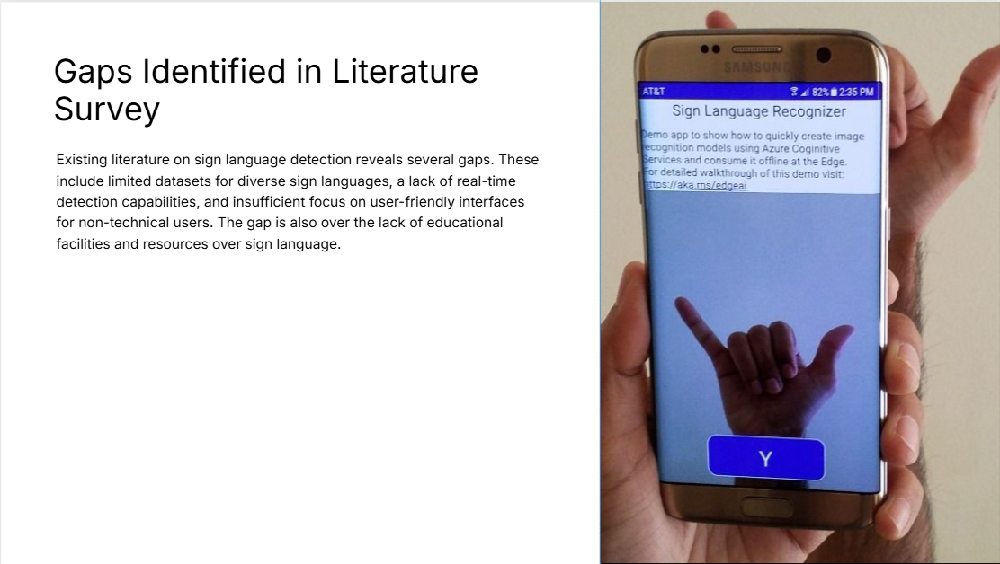 Gaps Identified in Literature
Survey
Existing literature on sign language detection reveals several gaps. These
include limited datasets for diverse sign languages, a lack of real-time
detection capabilities, and insufficient focus on user-friendly interfaces
for non-technical users. The gap is also over the lack of educational
facilities and resources over sign language.
SAMSUNG
AT&T 82% 2:35 PM
Sign Language Recognizer
Demo app to show how to quickly create image
recognition models using Azure Coginitive
Services and consume it offline at the Edge.
For detailed walkthrough of this demo visit:
https://aka.ms/edgeai
Y